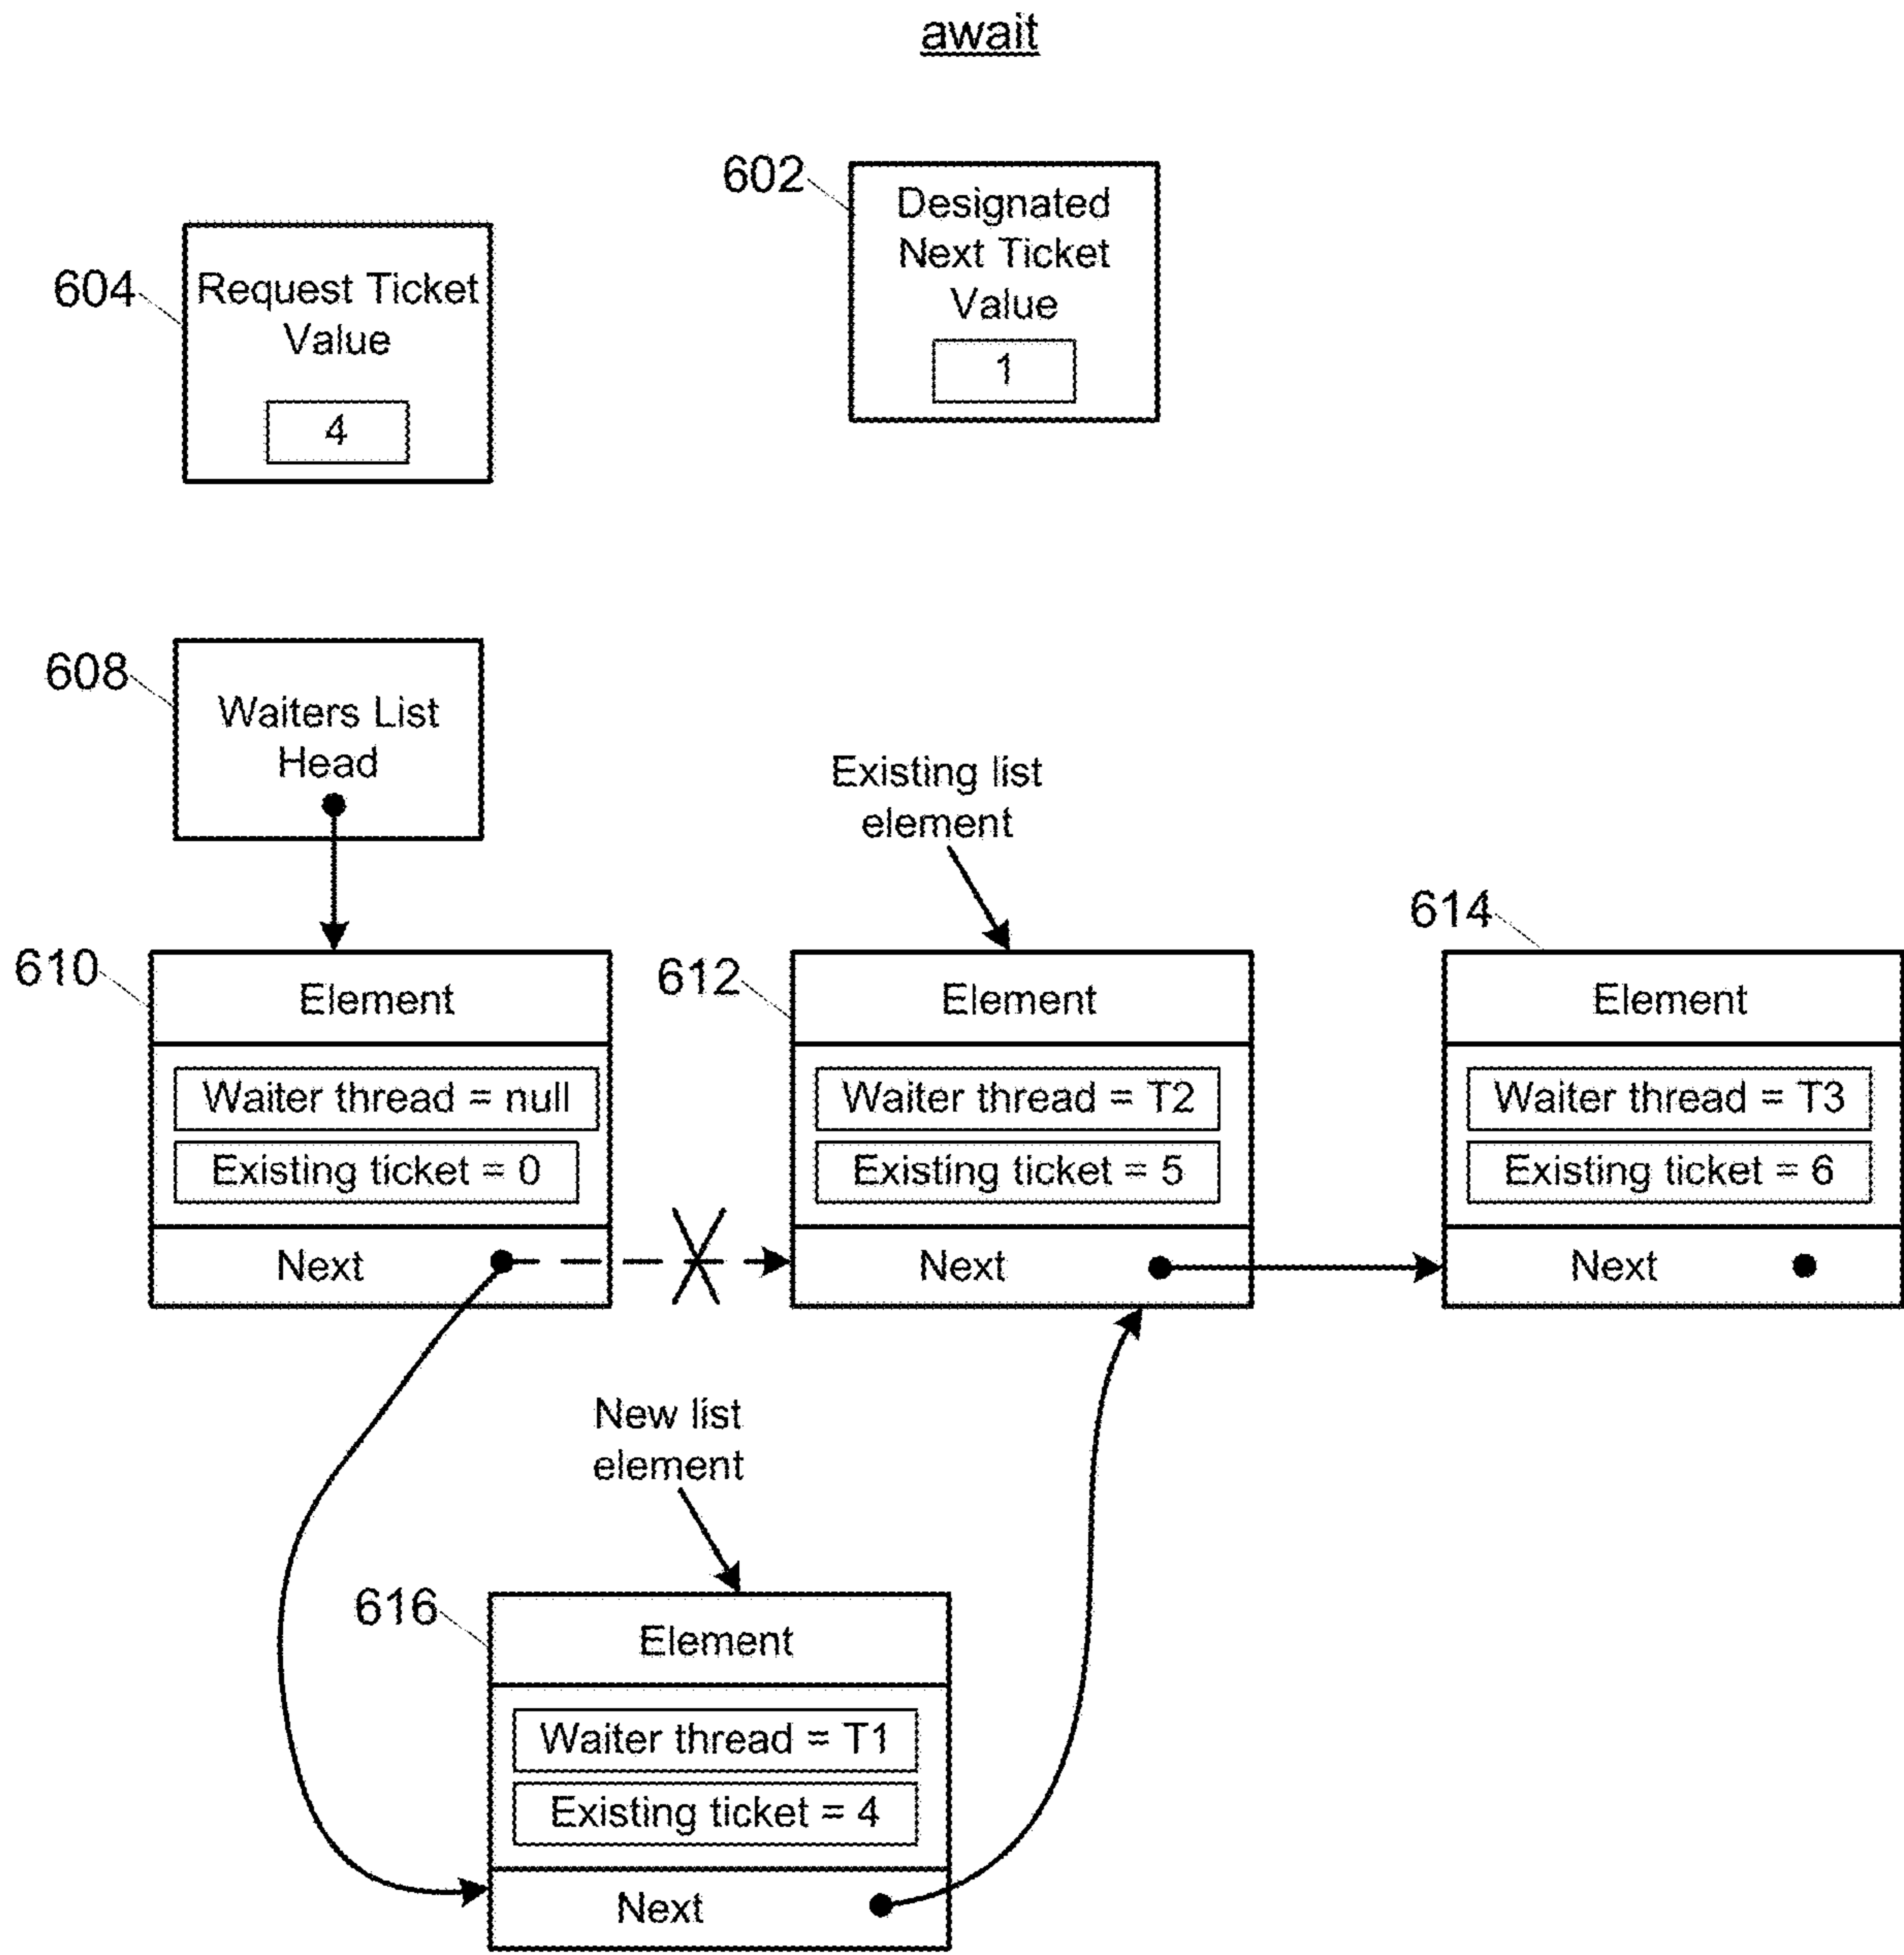 await
602
Designated
Next Ticket
Value
1
604
Request Ticket
Value
4
608
Waiters List
Head
Existing list
element
610
Element
Waiter thread = null
Existing ticket = 0
Next
612
Element
Waiter thread = T2
Existing ticket = 5
Next
614
Element
Waiter thread = T3
Existing ticket = 6
Next
New list
element
616
Element
Waiter thread = T1
Existing ticket = 4
Next